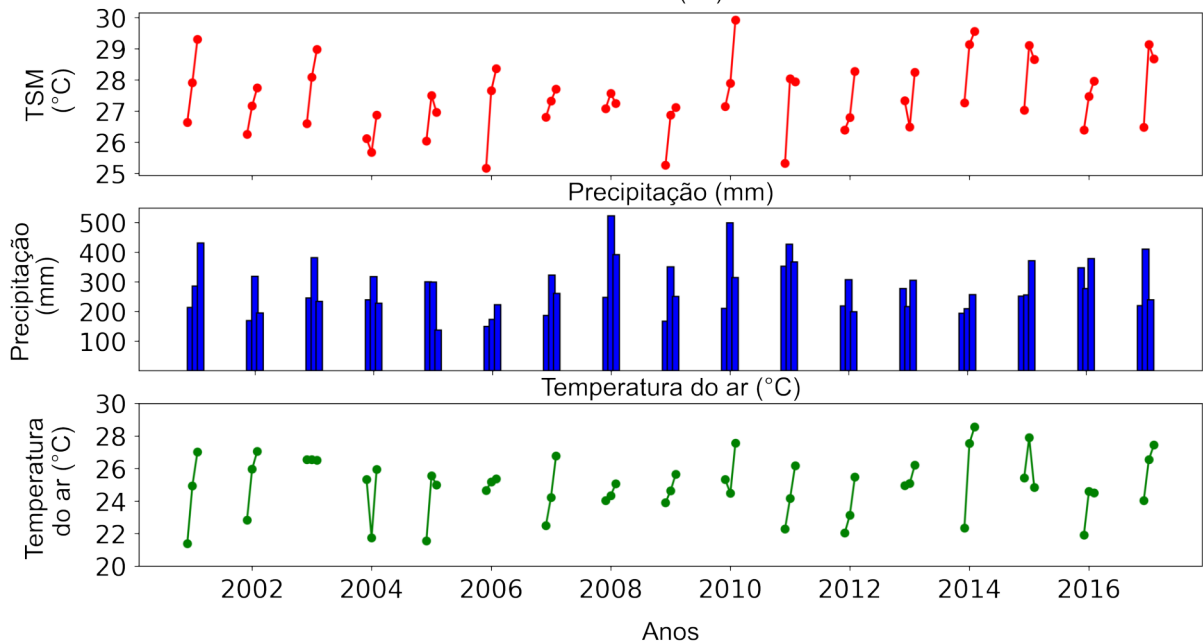 30
29
28
27
26
25
TSM
(°C)
Precipitação (mm)
500
400
300
200
100
Precipitação
(mm)
Temperatura do ar (°C)
30
28
26
24
22
20
Temperatura
do ar (°C)
2002 2004 2006 2008 2010 2012 2014 2016
Anos